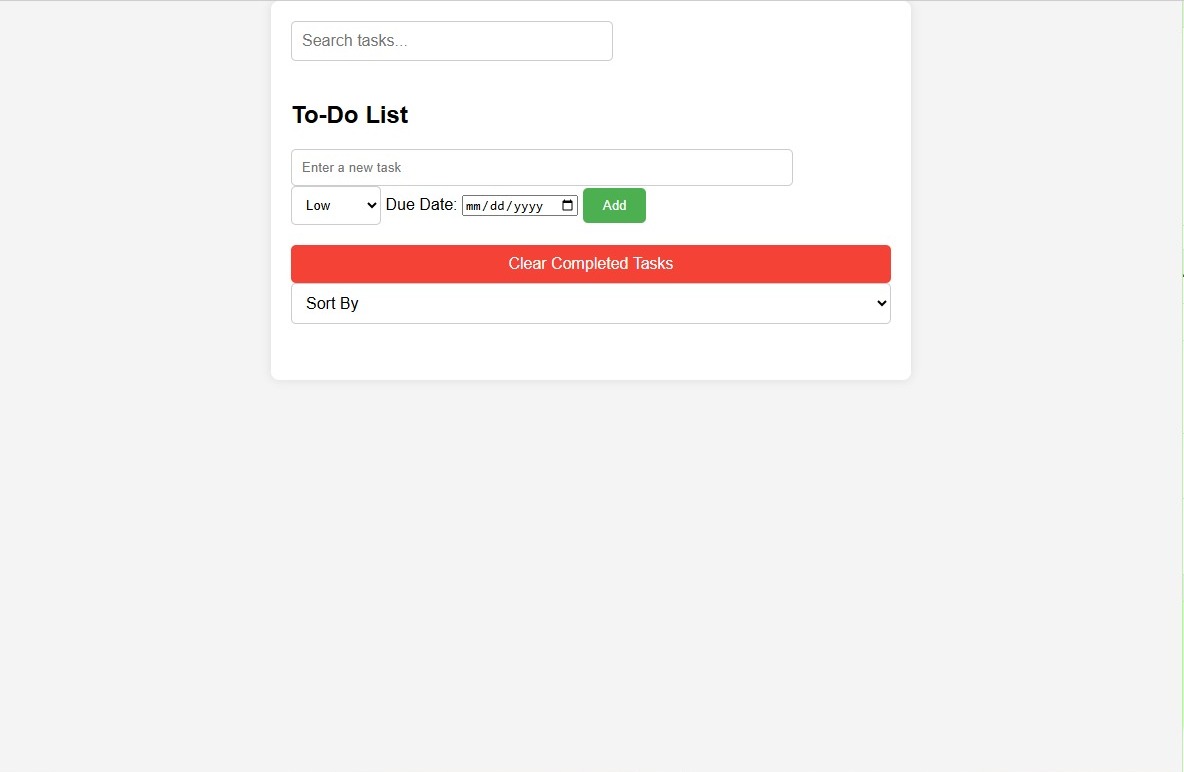 Search tasks...
To-Do List
Enter a new task
Low Due Date: mm/dd/yyyy Add
Clear Completed Tasks
Sort By